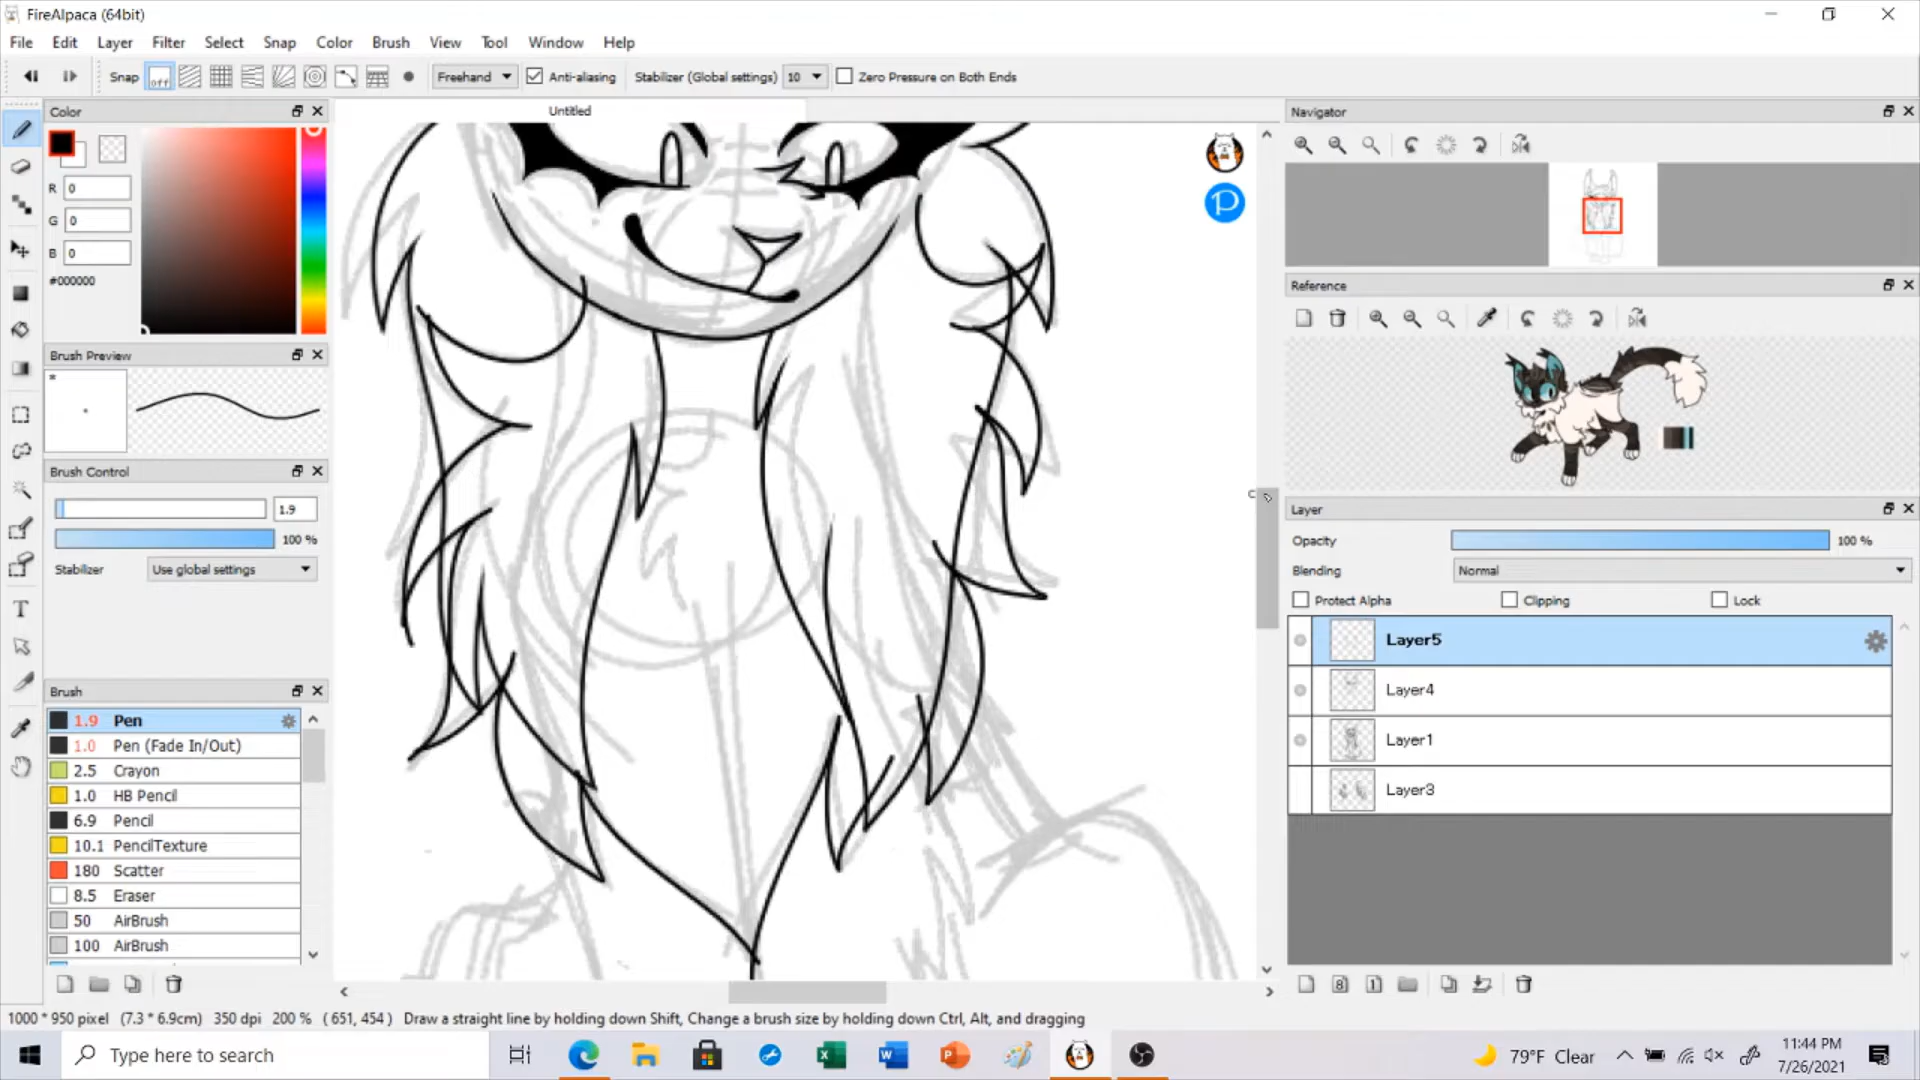 FireAlpaca (64bit)
File Edit Layer Filter Select Snap Color Brush View Tool Window Help
Snap off Freehand Anti-aliasing Stabilizer (Global settings) 10 Zero Pressure on Both Ends
Color
R 0
G 0
B 0
#000000
Brush Preview
Brush Control
1.9
100 %
Stabilizer Use global settings
Brush
1.9 Pen
1.0 Pen (Fade In/Out)
2.5 Crayon
1.0 HB Pencil
6.9 Pencil
10.1 PencilTexture
180 Scatter
8.5 Eraser
50 AirBrush
100 AirBrush
Untitled
P
Navigator
Reference
Layer
Opacity 100 %
Blending Normal
Protect Alpha Clipping Lock
Layer5
Layer4
Layer1
Layer3
8 1
1000 * 950 pixel (7.3 * 6.9cm) 350 dpi 200 % ( 651, 454 ) Draw a straight line by holding down Shift, Change a brush size by holding down Ctrl, Alt, and dragging
Type here to search
79°F Clear
11:44 PM
7/26/2021